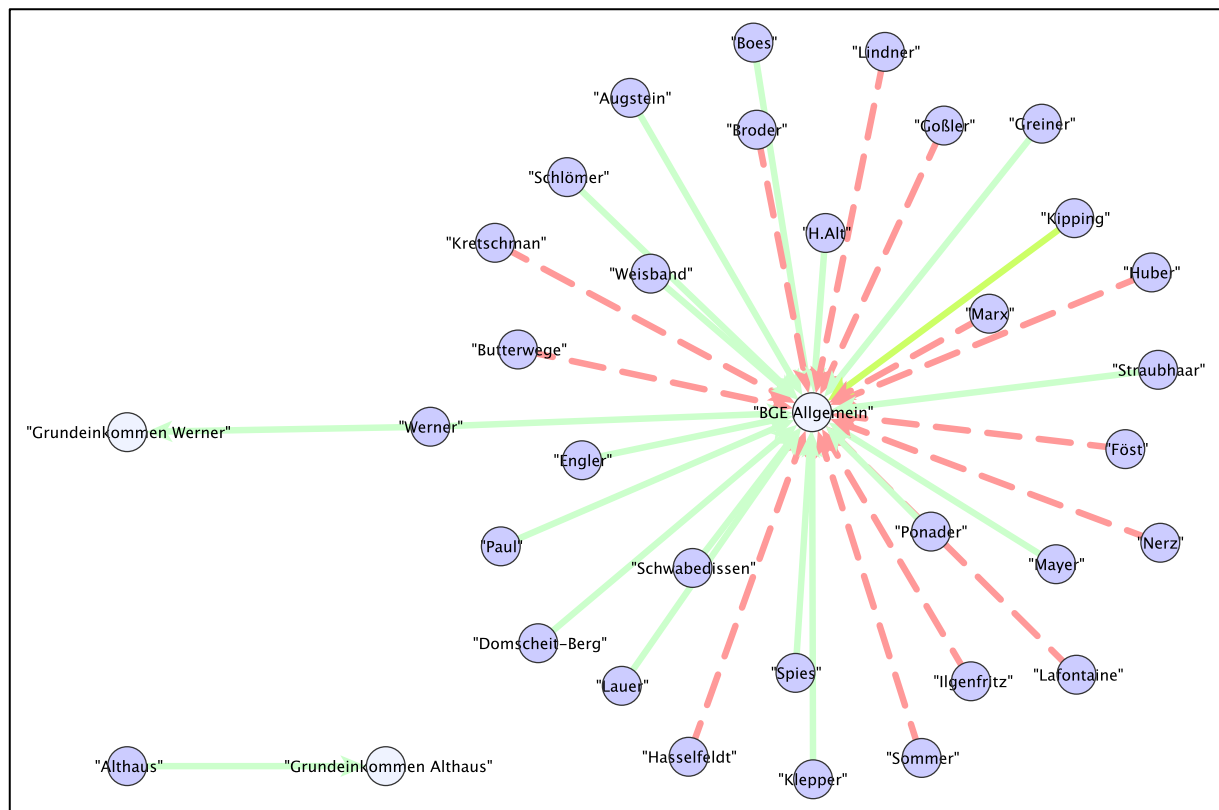 "Boes"
"Lindner"
"Augstein"
"Broder"
"Goßler"
"Greiner"
"Schlömer"
"Kipping"
"H.Alt"
"Kretschman"
"Weisband"
"Huber"
"Marx"
"Butterwege"
"Straubhaar"
"BGE Allgemein"
"Grundeinkommen Werner"
"Werner"
"Föst"
"Engler"
"Ponader"
"Nerz"
"Paul"
"Mayer"
"Schwabedissen"
"Domscheit-Berg"
"Spies"
"Lafontaine"
"Ilgenfritz"
"Lauer"
"Hasselfeldt"
"Sommer"
"Althaus"
"Grundeinkommen Althaus"
"Klepper"